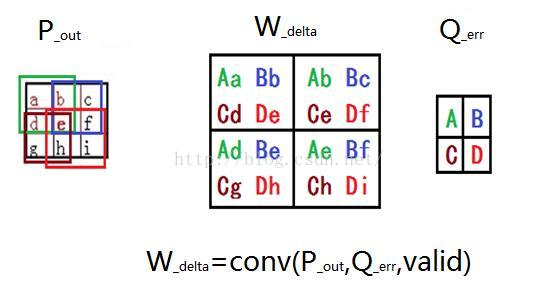 P_out W_delta Q_err
a b c
d e f
g h i
Aa Bb Ab Bc
Cd De Ce Df
Ad Be Ae Bf
Cg Dh Ch Di
A B
C D
http://blog.csdn.net/
W_delta=conv(P_out,Q_err,valid)